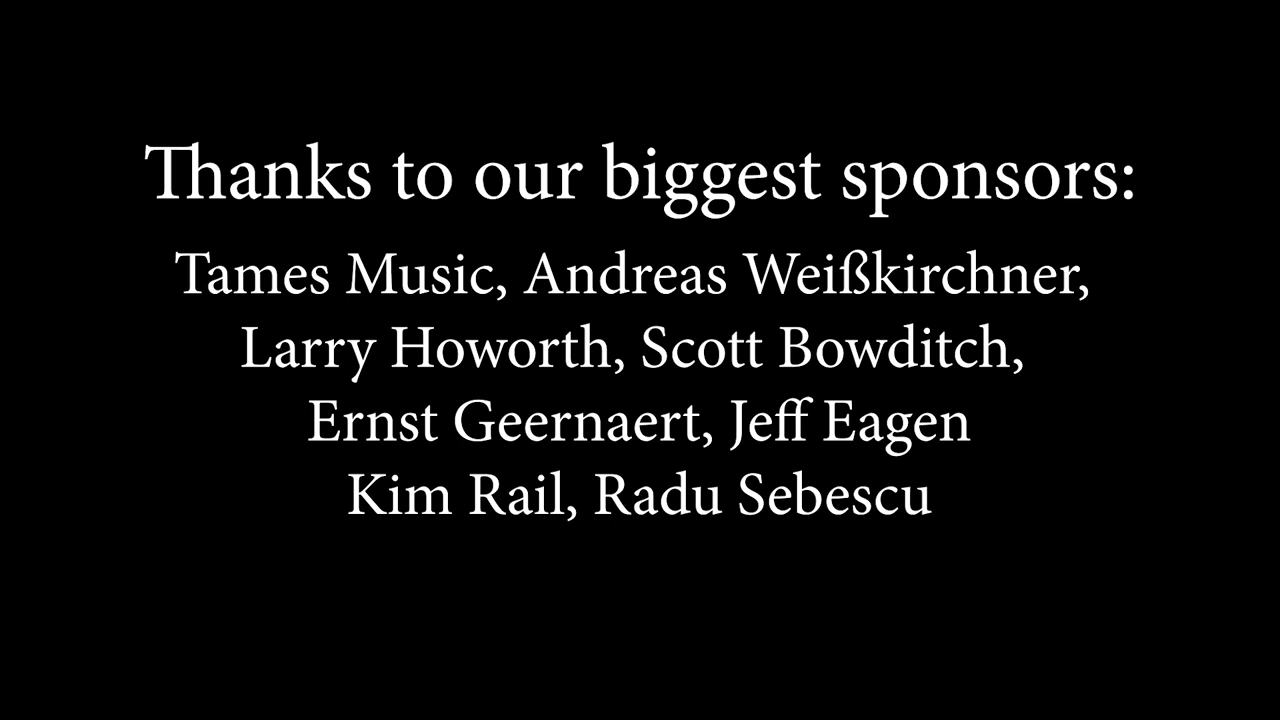 Thanks to our biggest sponsors:
Tames Music, Andreas Weißkirchner,
Larry Howorth, Scott Bowditch,
Ernst Geernaert, Jeff Eagen
Kim Rail, Radu Sebescu